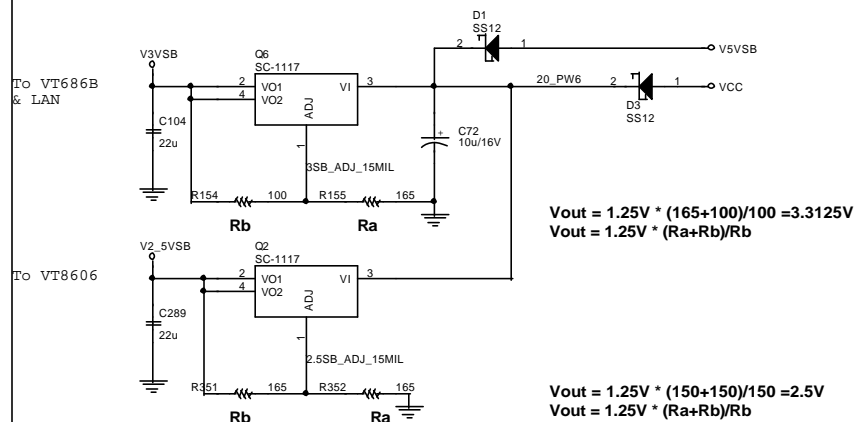 D1
SS12
2
1
V5VSB
V3VSB
Q6
SC-1117
To VT686B
& LAN
2
4
VO1
VO2
VI
3
ADJ
1
20_PW6
2
1
VCC
D3
SS12
C104
22u
+
C72
10u/16V
3SB_ADJ_15MIL
R154
100
R155
165
Rb
Ra
Vout = 1.25V * (165+100)/100 =3.3125V
Vout = 1.25V * (Ra+Rb)/Rb
V2_5VSB
Q2
SC-1117
To VT8606
2
4
VO1
VO2
VI
3
ADJ
1
C289
22u
2.5SB_ADJ_15MIL
R351
165
R352
165
Rb
Ra
Vout = 1.25V * (150+150)/150 =2.5V
Vout = 1.25V * (Ra+Rb)/Rb